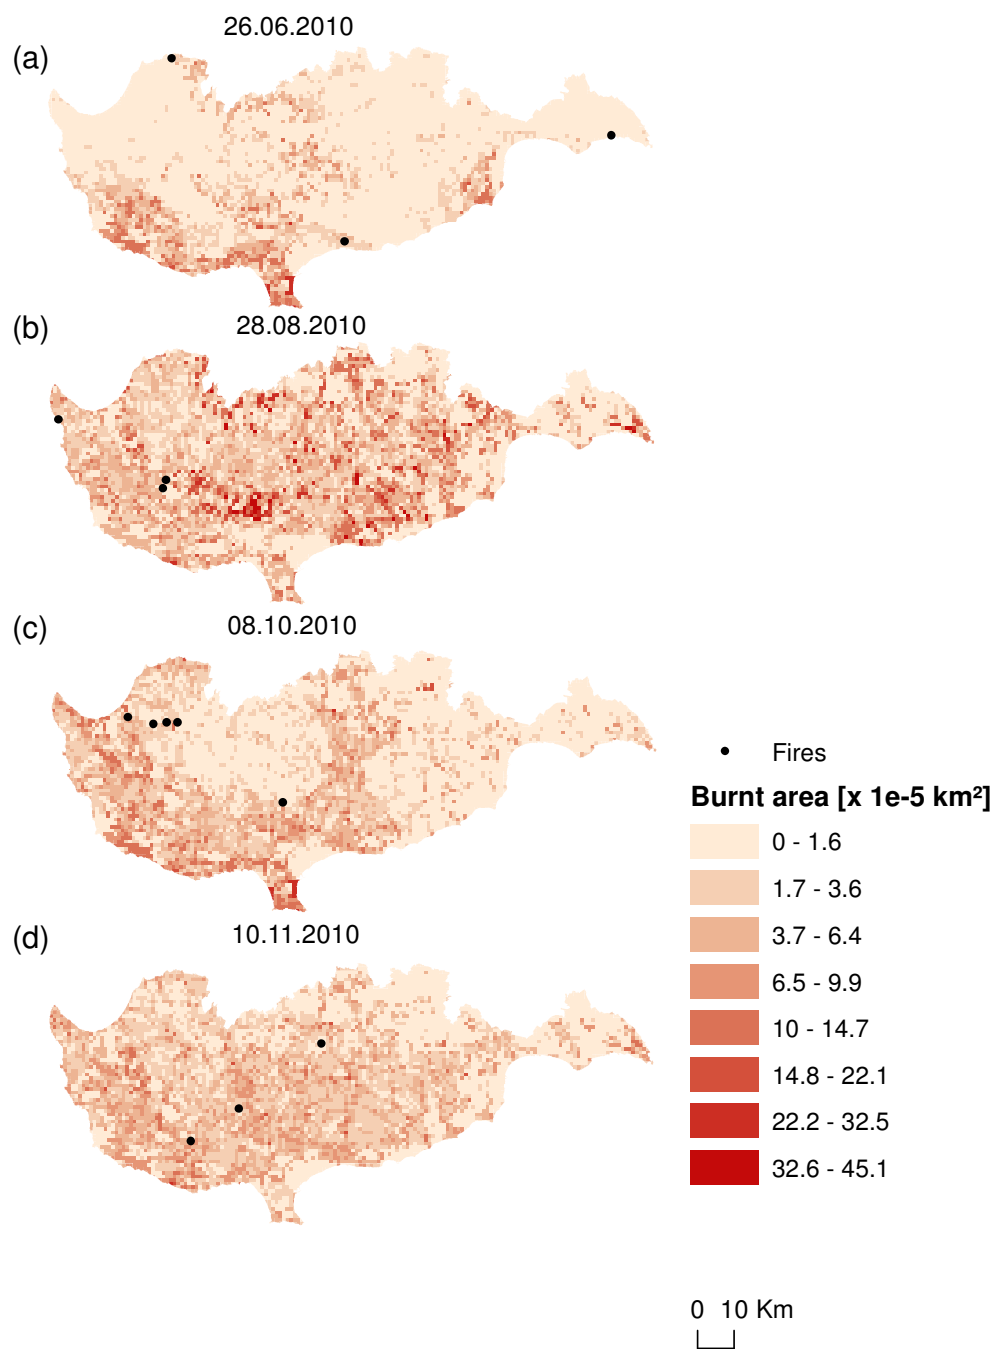 26.06.2010
(a)
(b)
28.08.2010
(c)
08.10.2010
(d)
10.11.2010
Fires
Burnt area [x 1e-5 km²]
0 - 1.6
1.7 - 3.6
3.7 - 6.4
6.5 - 9.9
10 - 14.7
14.8 - 22.1
22.2 - 32.5
32.6 - 45.1
0 10 Km